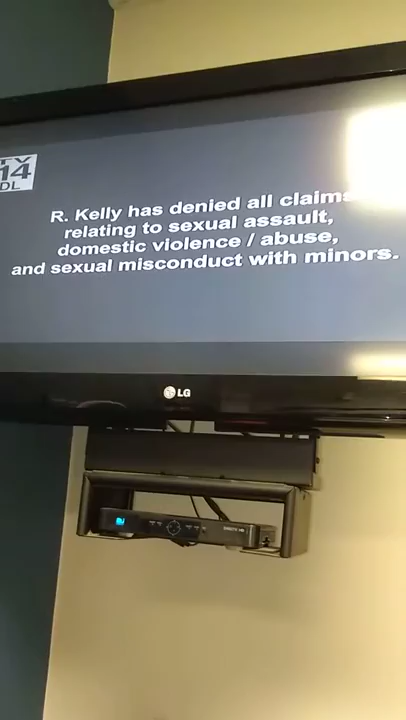 TV
14
DL
R. Kelly has denied all claims
relating to sexual assault,
domestic violence / abuse,
and sexual misconduct with minors.
LG